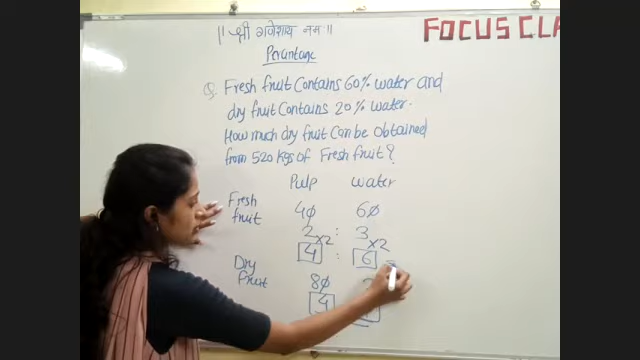 || श्री गणेशाय नम ||
FOCUS CLA
Percentage
Q. Fresh fruit Contains 60% water and
dry fruit Contains 20% water.
How much dry fruit Can be obtained
from 520 kgs of Fresh fruit?
Pulp water
Fresh fruit 40 60
2 : 3
×2 ×2
4 : 6
Dry fruit 80
4